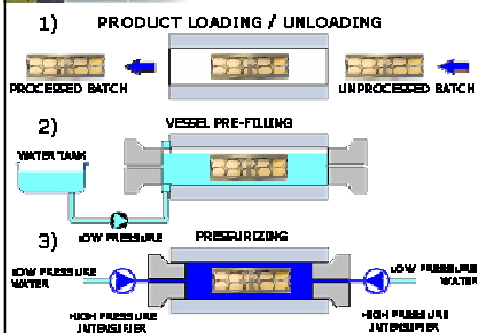 1) PRODUCT LOADING / UNLOADING
PROCESSED BATCH
UNPROCESSED BATCH
2) VESSEL PRE-FILLING
WATER TANK
LOW PRESSURE
3) PRESSURIZING
LOW PRESSURE
WATER
LOW PRESSURE
WATER
HIGH PRESSURE
INTENSIFIER
HIGH PRESSURE
INTENSIFIER